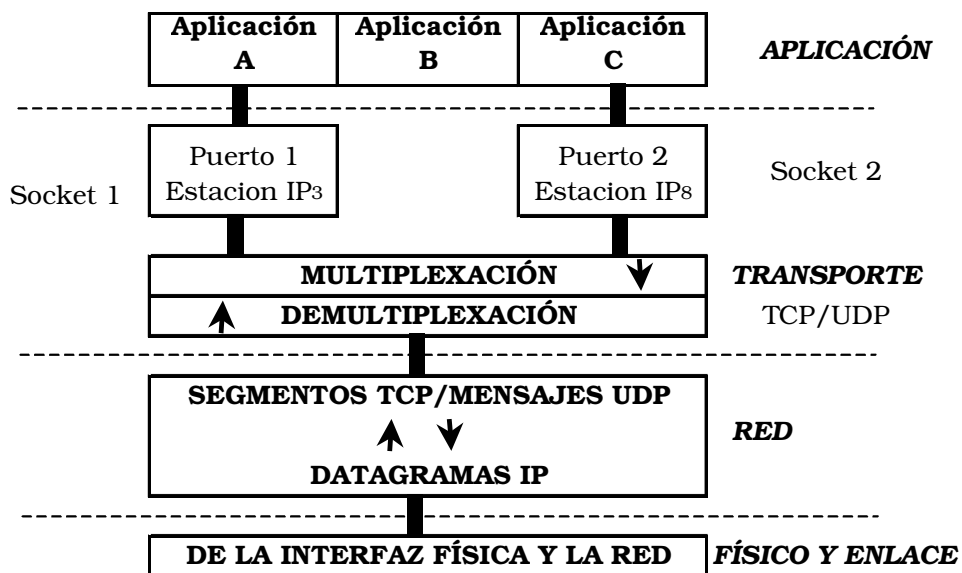 Aplicación A
Aplicación B
Aplicación C
APLICACIÓN
Socket 1
Puerto 1
Estacion IP3
Puerto 2
Estacion IP8
Socket 2
MULTIPLEXACIÓN
TRANSPORTE
DEMULTIPLEXACIÓN
TCP/UDP
SEGMENTOS TCP/MENSAJES UDP
RED
DATAGRAMAS IP
DE LA INTERFAZ FÍSICA Y LA RED
FÍSICO Y ENLACE